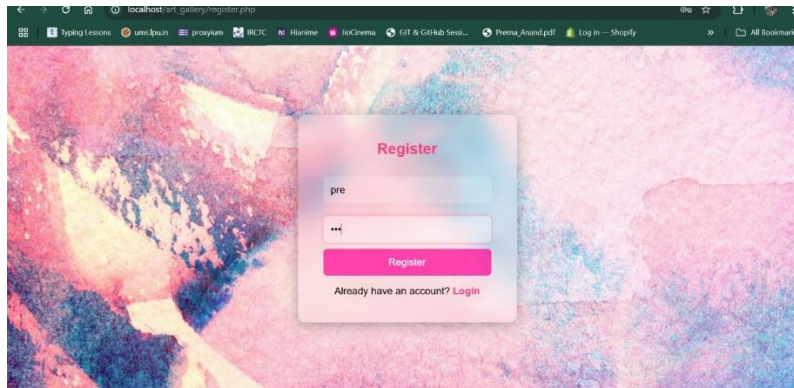 localhost/art_gallery/register.php
Typing Lessons ums.lpu.in proxyium IRCTC h! Hianime JioCinema GIT & GitHub Sessi... Prerna_Anand.pdf Log in — Shopify » All Bookmark
Register
pre
•••
Register
Already have an account? Login